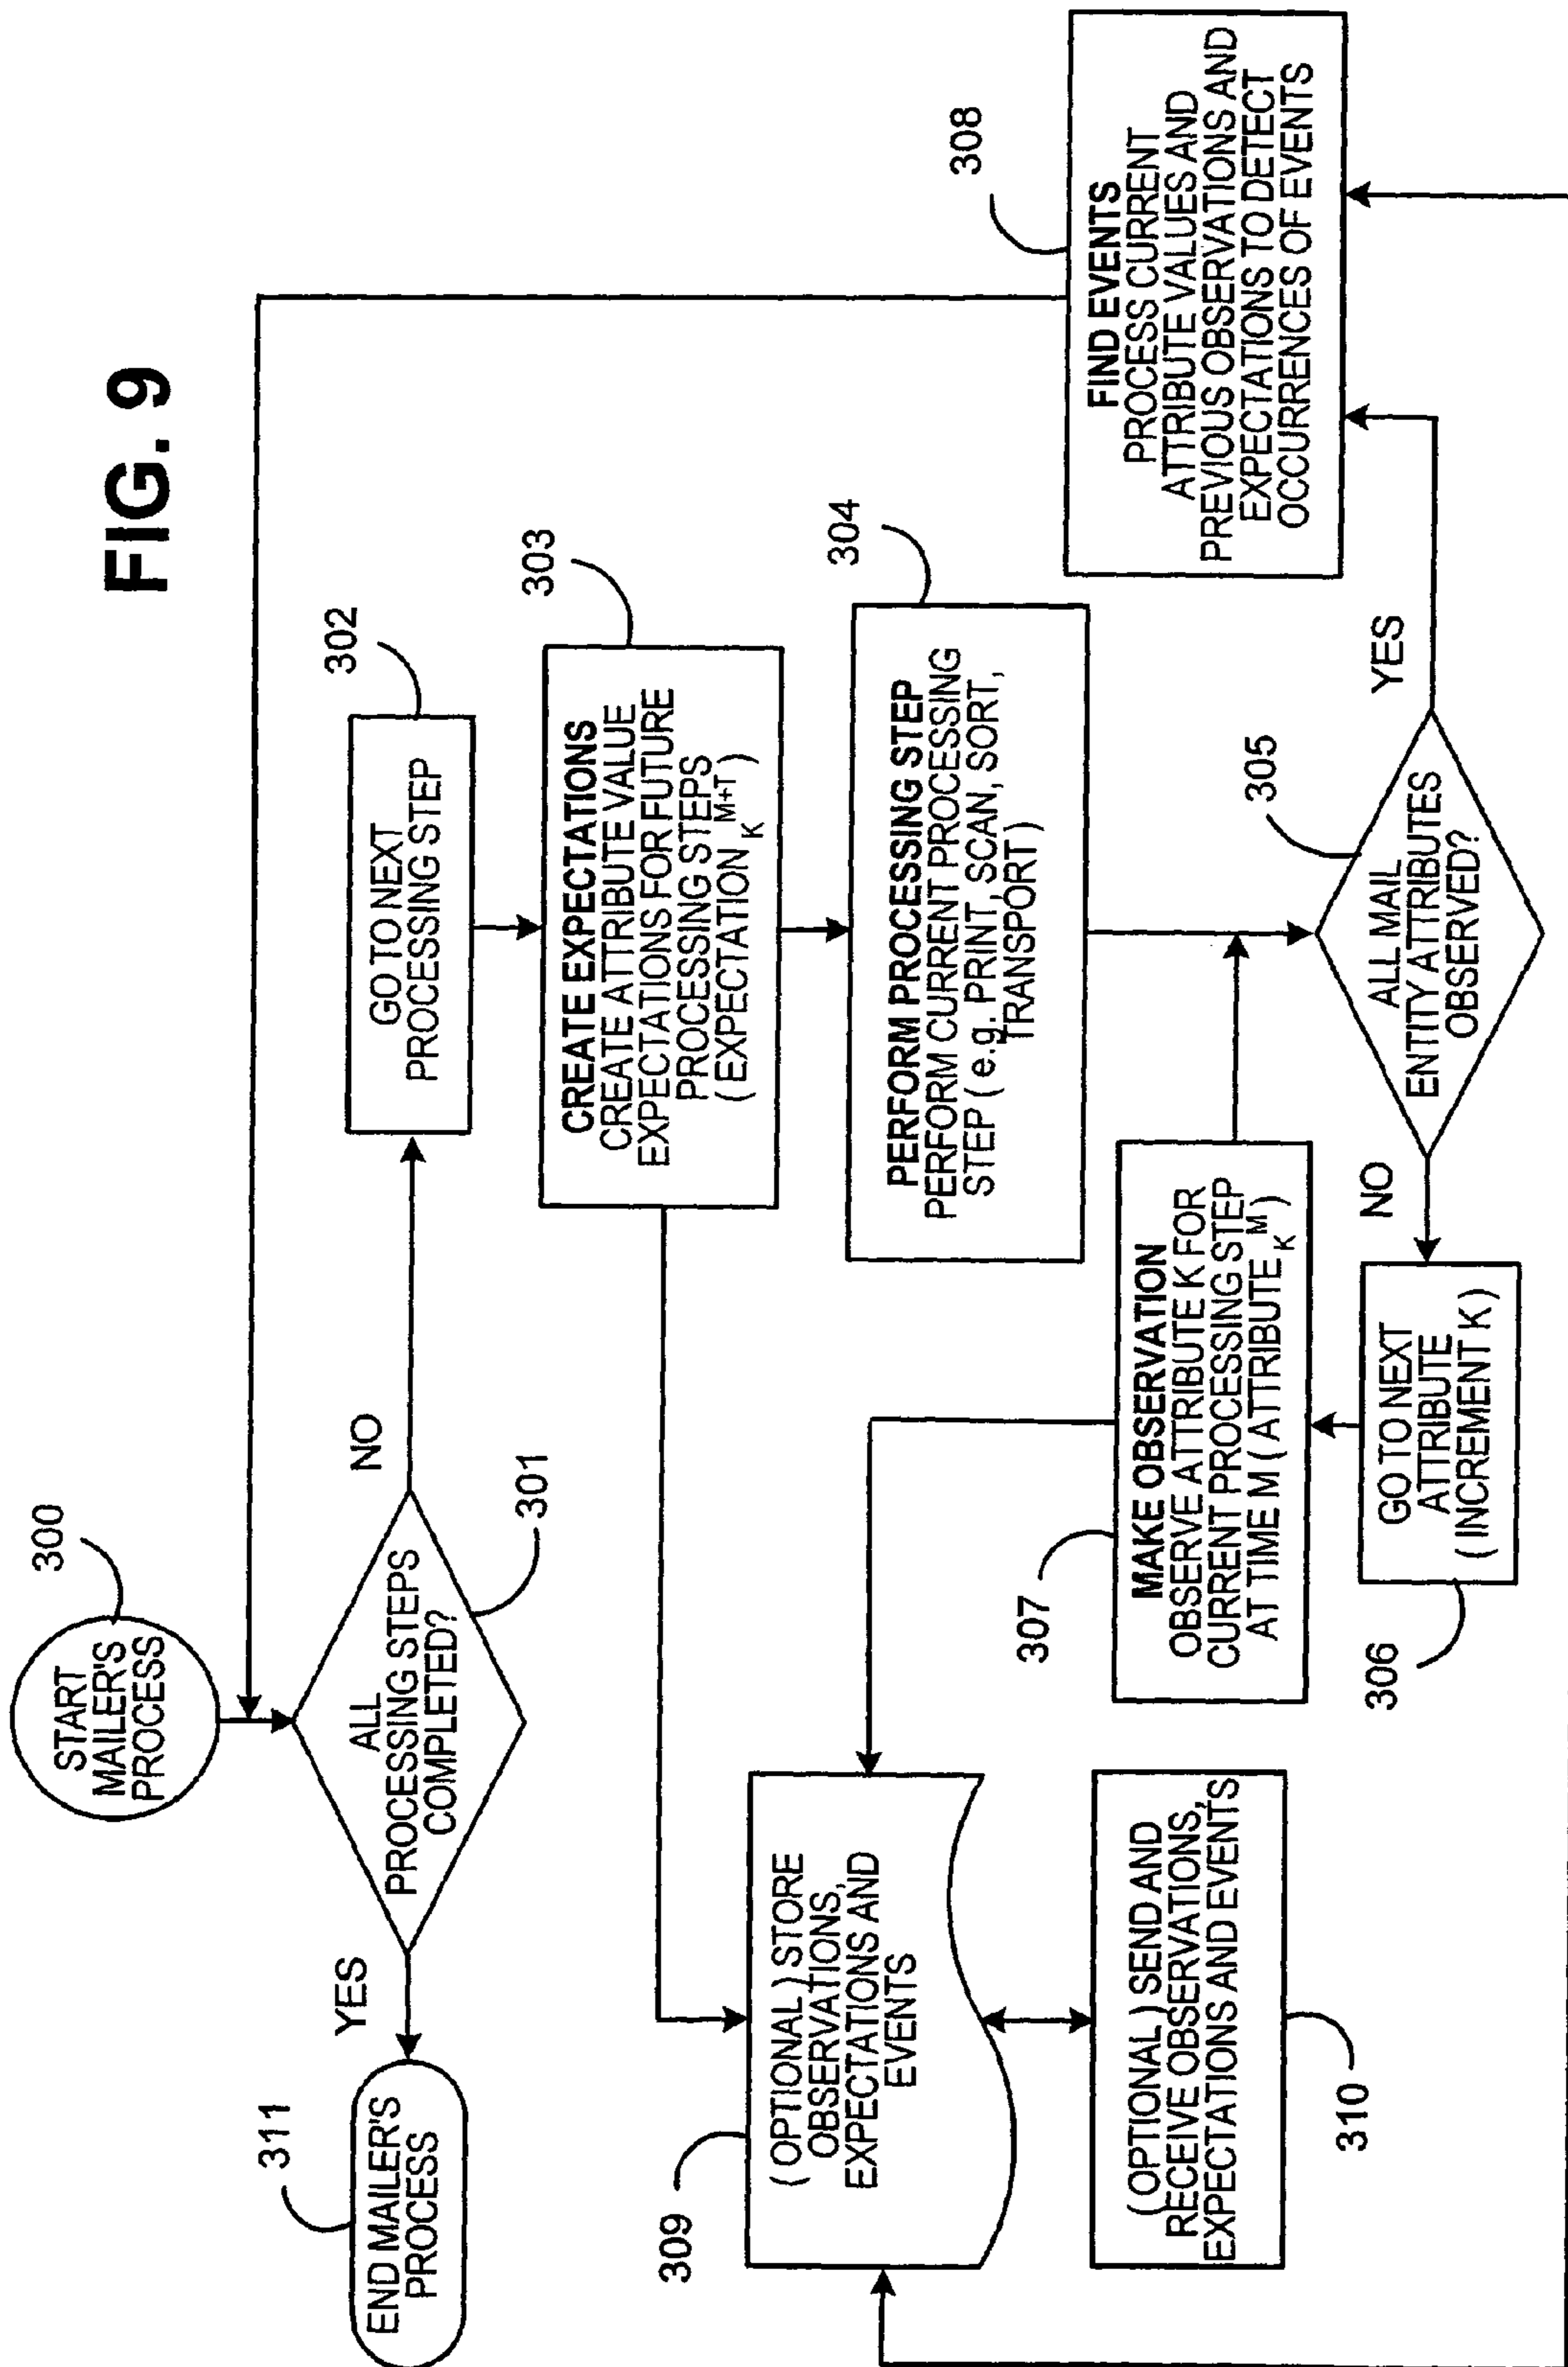 FIG. 9
300
START
MAILER'S
PROCESS
311
END MAILER'S
PROCESS
YES
ALL
PROCESSING STEPS
COMPLETED?
301
NO
302
GO TO NEXT
PROCESSING STEP
303
CREATE EXPECTATIONS
CREATE ATTRIBUTE VALUE
EXPECTATIONS FOR FUTURE
PROCESSING STEPS
( EXPECTATION K M+T )
304
PERFORM PROCESSING STEP
PERFORM CURRENT PROCESSING
STEP ( e.g. PRINT, SCAN, SORT,
TRANSPORT )
305
ALL MAIL
ENTITY ATTRIBUTES
OBSERVED?
NO
YES
306
GO TO NEXT
ATTRIBUTE
( INCREMENT K )
307
MAKE OBSERVATION
OBSERVE ATTRIBUTE K FOR
CURRENT PROCESSING STEP
AT TIME M ( ATTRIBUTE K M )
308
FIND EVENTS
PROCESS CURRENT
ATTRIBUTE VALUES AND
PREVIOUS OBSERVATIONS AND
EXPECTATIONS TO DETECT
OCCURRENCES OF EVENTS
309
( OPTIONAL ) STORE
OBSERVATIONS,
EXPECTATIONS AND
EVENTS
310
( OPTIONAL ) SEND AND
RECEIVE OBSERVATIONS,
EXPECTATIONS AND EVENTS